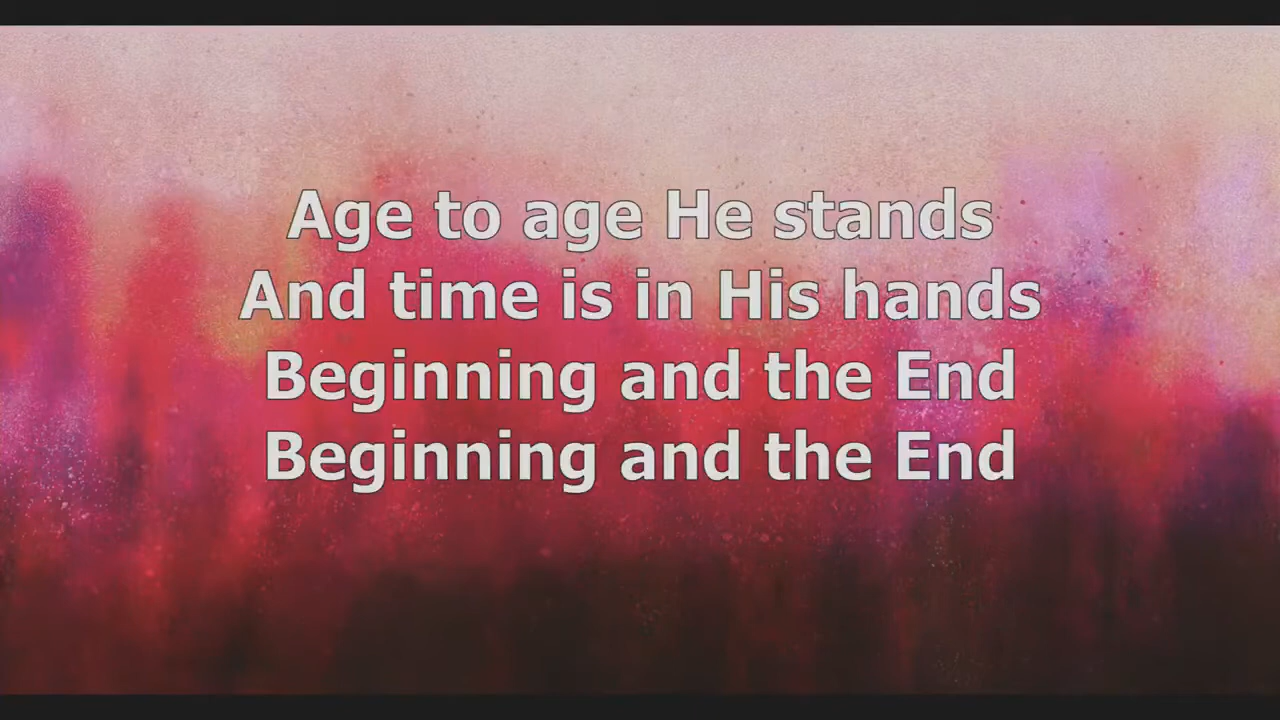 Age to age He stands
And time is in His hands
Beginning and the End
Beginning and the End